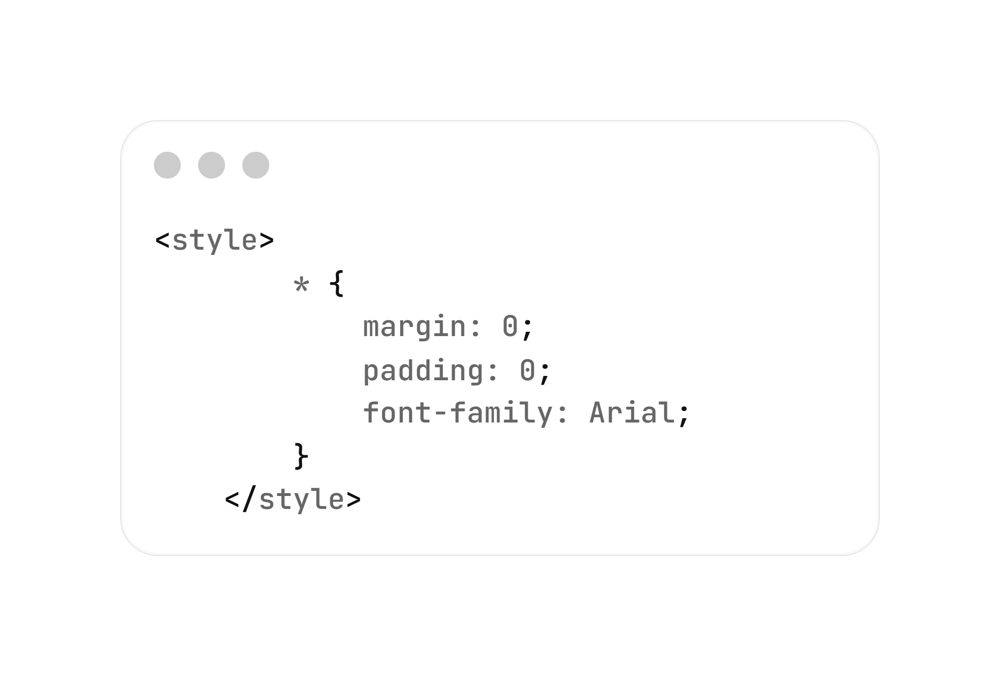 <style>
        * {
            margin: 0;
            padding: 0;
            font-family: Arial;
        }
    </style>